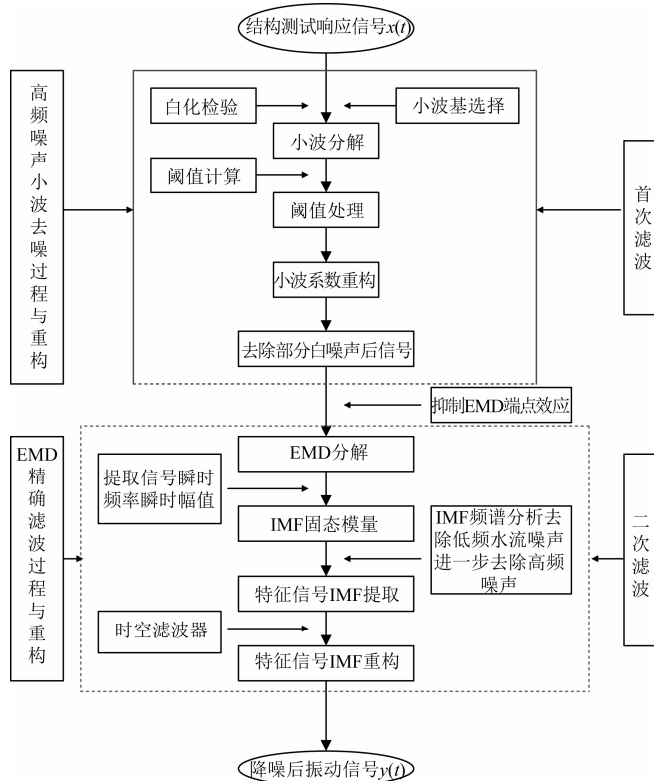 结构测试响应信号x(t)
高频噪声小波去噪过程与重构
白化检验
小波基选择
小波分解
阈值计算
阈值处理
首次滤波
小波系数重构
去除部分白噪声后信号
抑制EMD端点效应
EMD精确滤波过程与重构
EMD分解
提取信号瞬时
频率瞬时幅值
IMF固态模量
IMF频谱分析去
除低频水流噪声
进一步去除高频
噪声
二次滤波
特征信号IMF提取
时空滤波器
特征信号IMF重构
降噪后振动信号y(t)